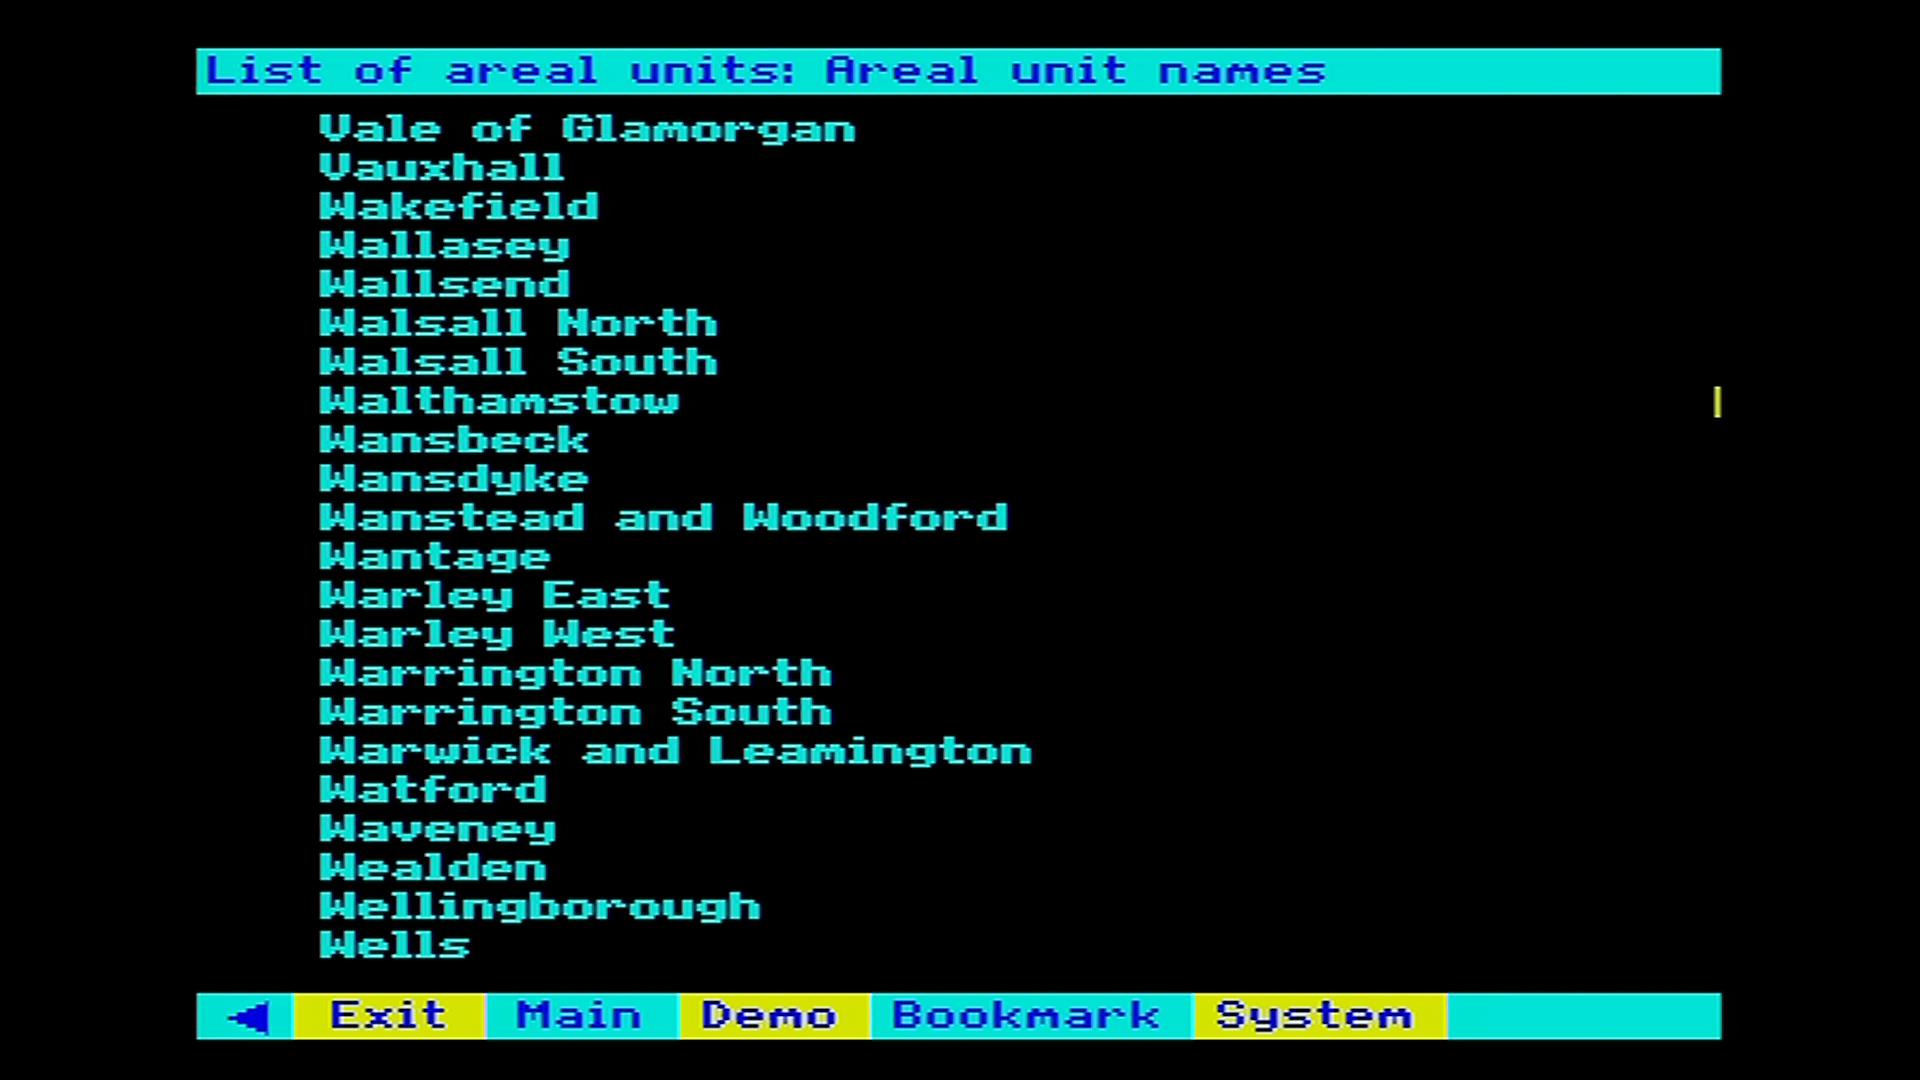 List of areal units: Areal unit names
Vale of Glamorgan
Vauxhall
Wakefield
Wallasey
Wallsend
Walsall North
Walsall South
Walthamstow
Wansbeck
Wansdyke
Wanstead and Woodford
Wantage
Warley East
Warley West
Warrington North
Warrington South
Warwick and Leamington
Watford
Waveney
Wealden
Wellingborough
Wells
Exit Main Demo Bookmark System